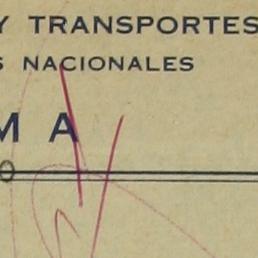 Y TRANSPORTES
S NACIONALES
M A